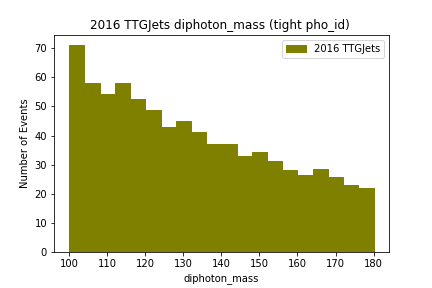 2016 TTGJets diphoton_mass (tight pho_id)
2016 TTGJets
Number of Events
70
60
50
40
30
20
10
0
100 110 120 130 140 150 160 170 180
diphoton_mass